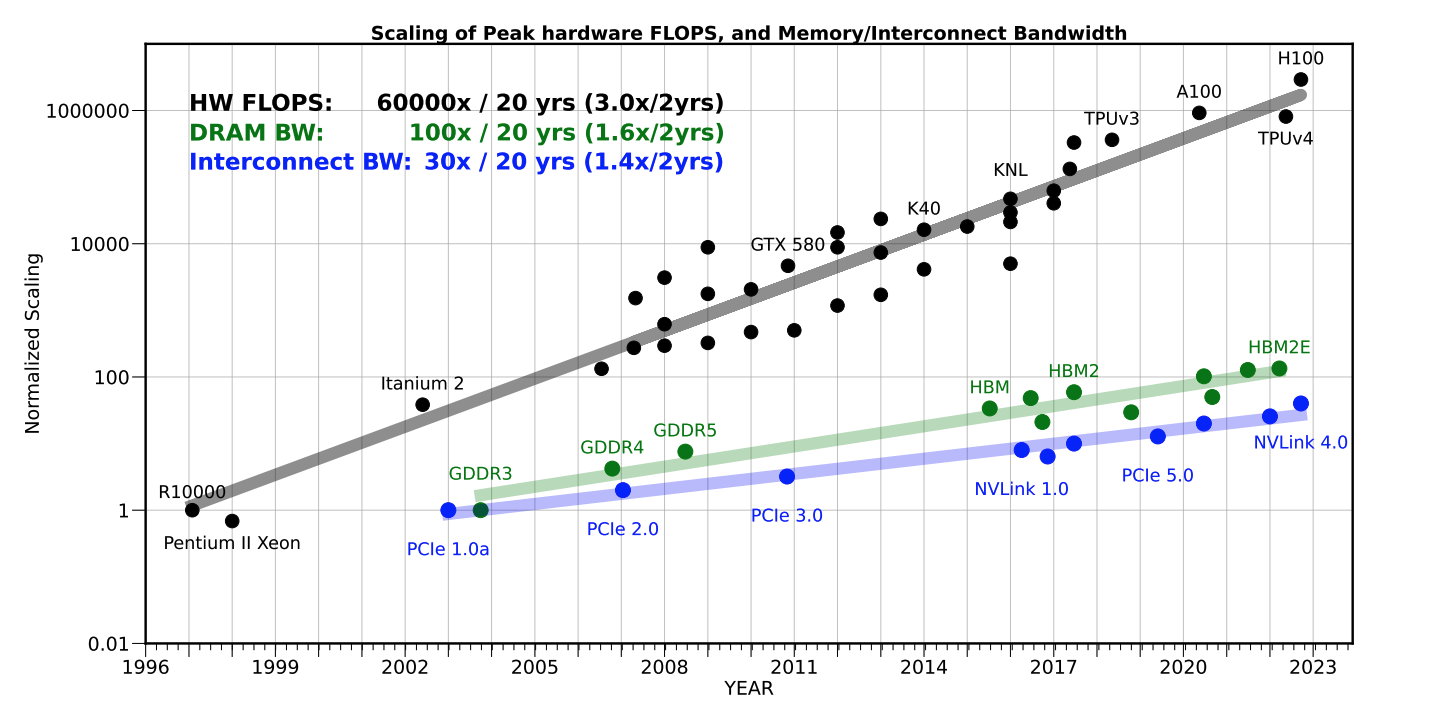 Scaling of Peak hardware FLOPS, and Memory/Interconnect Bandwidth
HW FLOPS: 60000x / 20 yrs (3.0x/2yrs)
DRAM BW: 100x / 20 yrs (1.6x/2yrs)
Interconnect BW: 30x / 20 yrs (1.4x/2yrs)
H100
A100
TPUv3
TPUv4
KNL
K40
GTX 580
Itanium 2
R10000
Pentium II Xeon
HBM2E
HBM2
HBM
GDDR5
GDDR4
GDDR3
NVLink 4.0
PCIe 5.0
NVLink 1.0
PCIe 3.0
PCIe 2.0
PCIe 1.0a
Normalized Scaling
1000000
10000
100
1
0.01
1996 1999 2002 2005 2008 2011 2014 2017 2020 2023
YEAR